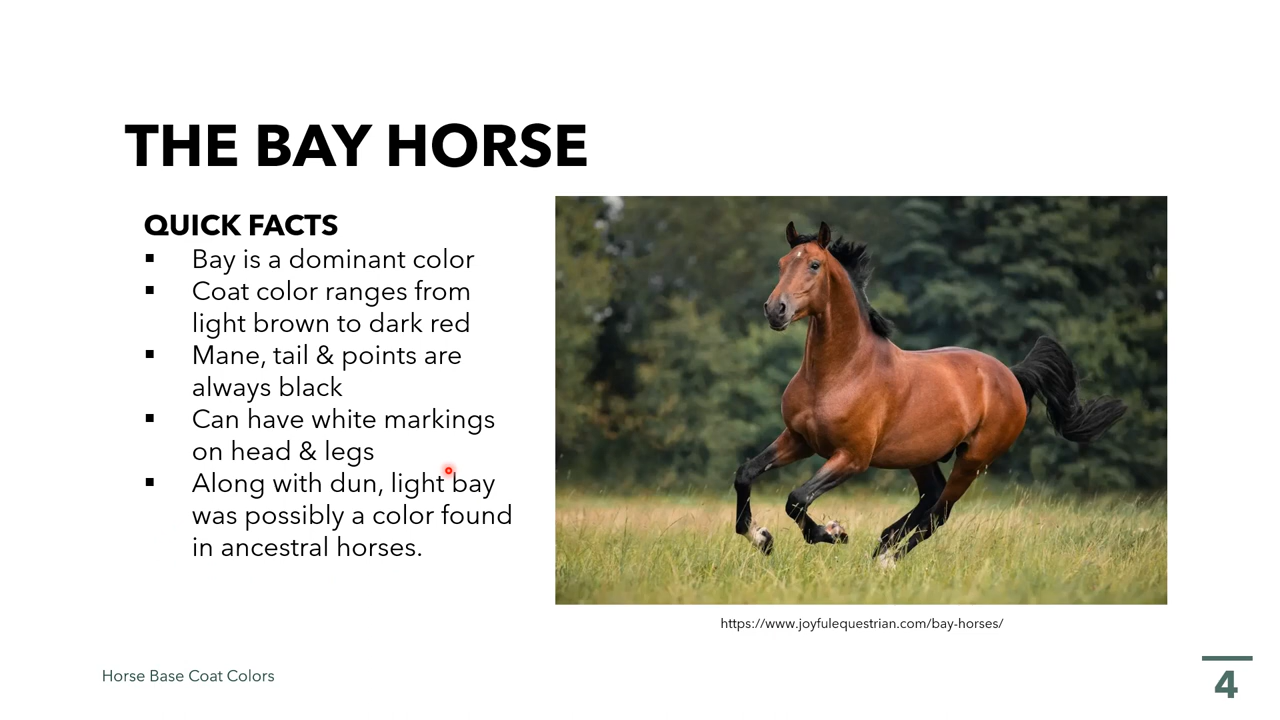 THE BAY HORSE
QUICK FACTS
▪ Bay is a dominant color
▪ Coat color ranges from
light brown to dark red
▪ Mane, tail & points are
always black
▪ Can have white markings
on head & legs
▪ Along with dun, light bay
was possibly a color found
in ancestral horses.
https://www.joyfulequestrian.com/bay-horses/
Horse Base Coat Colors
4